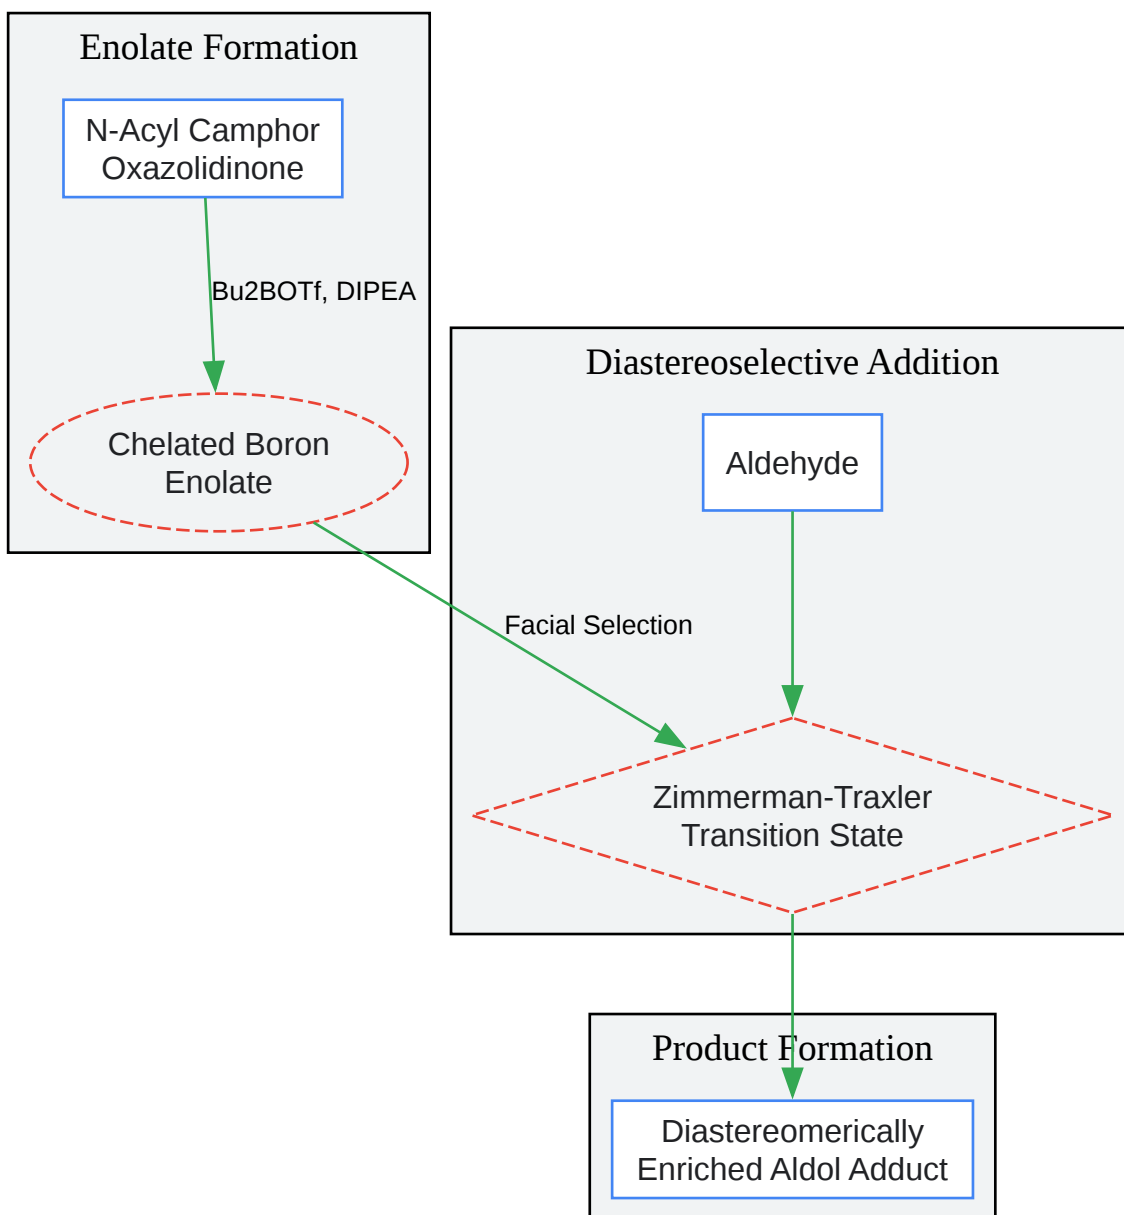 Enolate Formation
N-Acyl Camphor
Oxazolidinone
Bu2BOTf, DIPEA
Chelated Boron
Enolate
Diastereoselective Addition
Aldehyde
Facial Selection
Zimmerman-Traxler
Transition State
Product Formation
Diastereomerically
Enriched Aldol Adduct